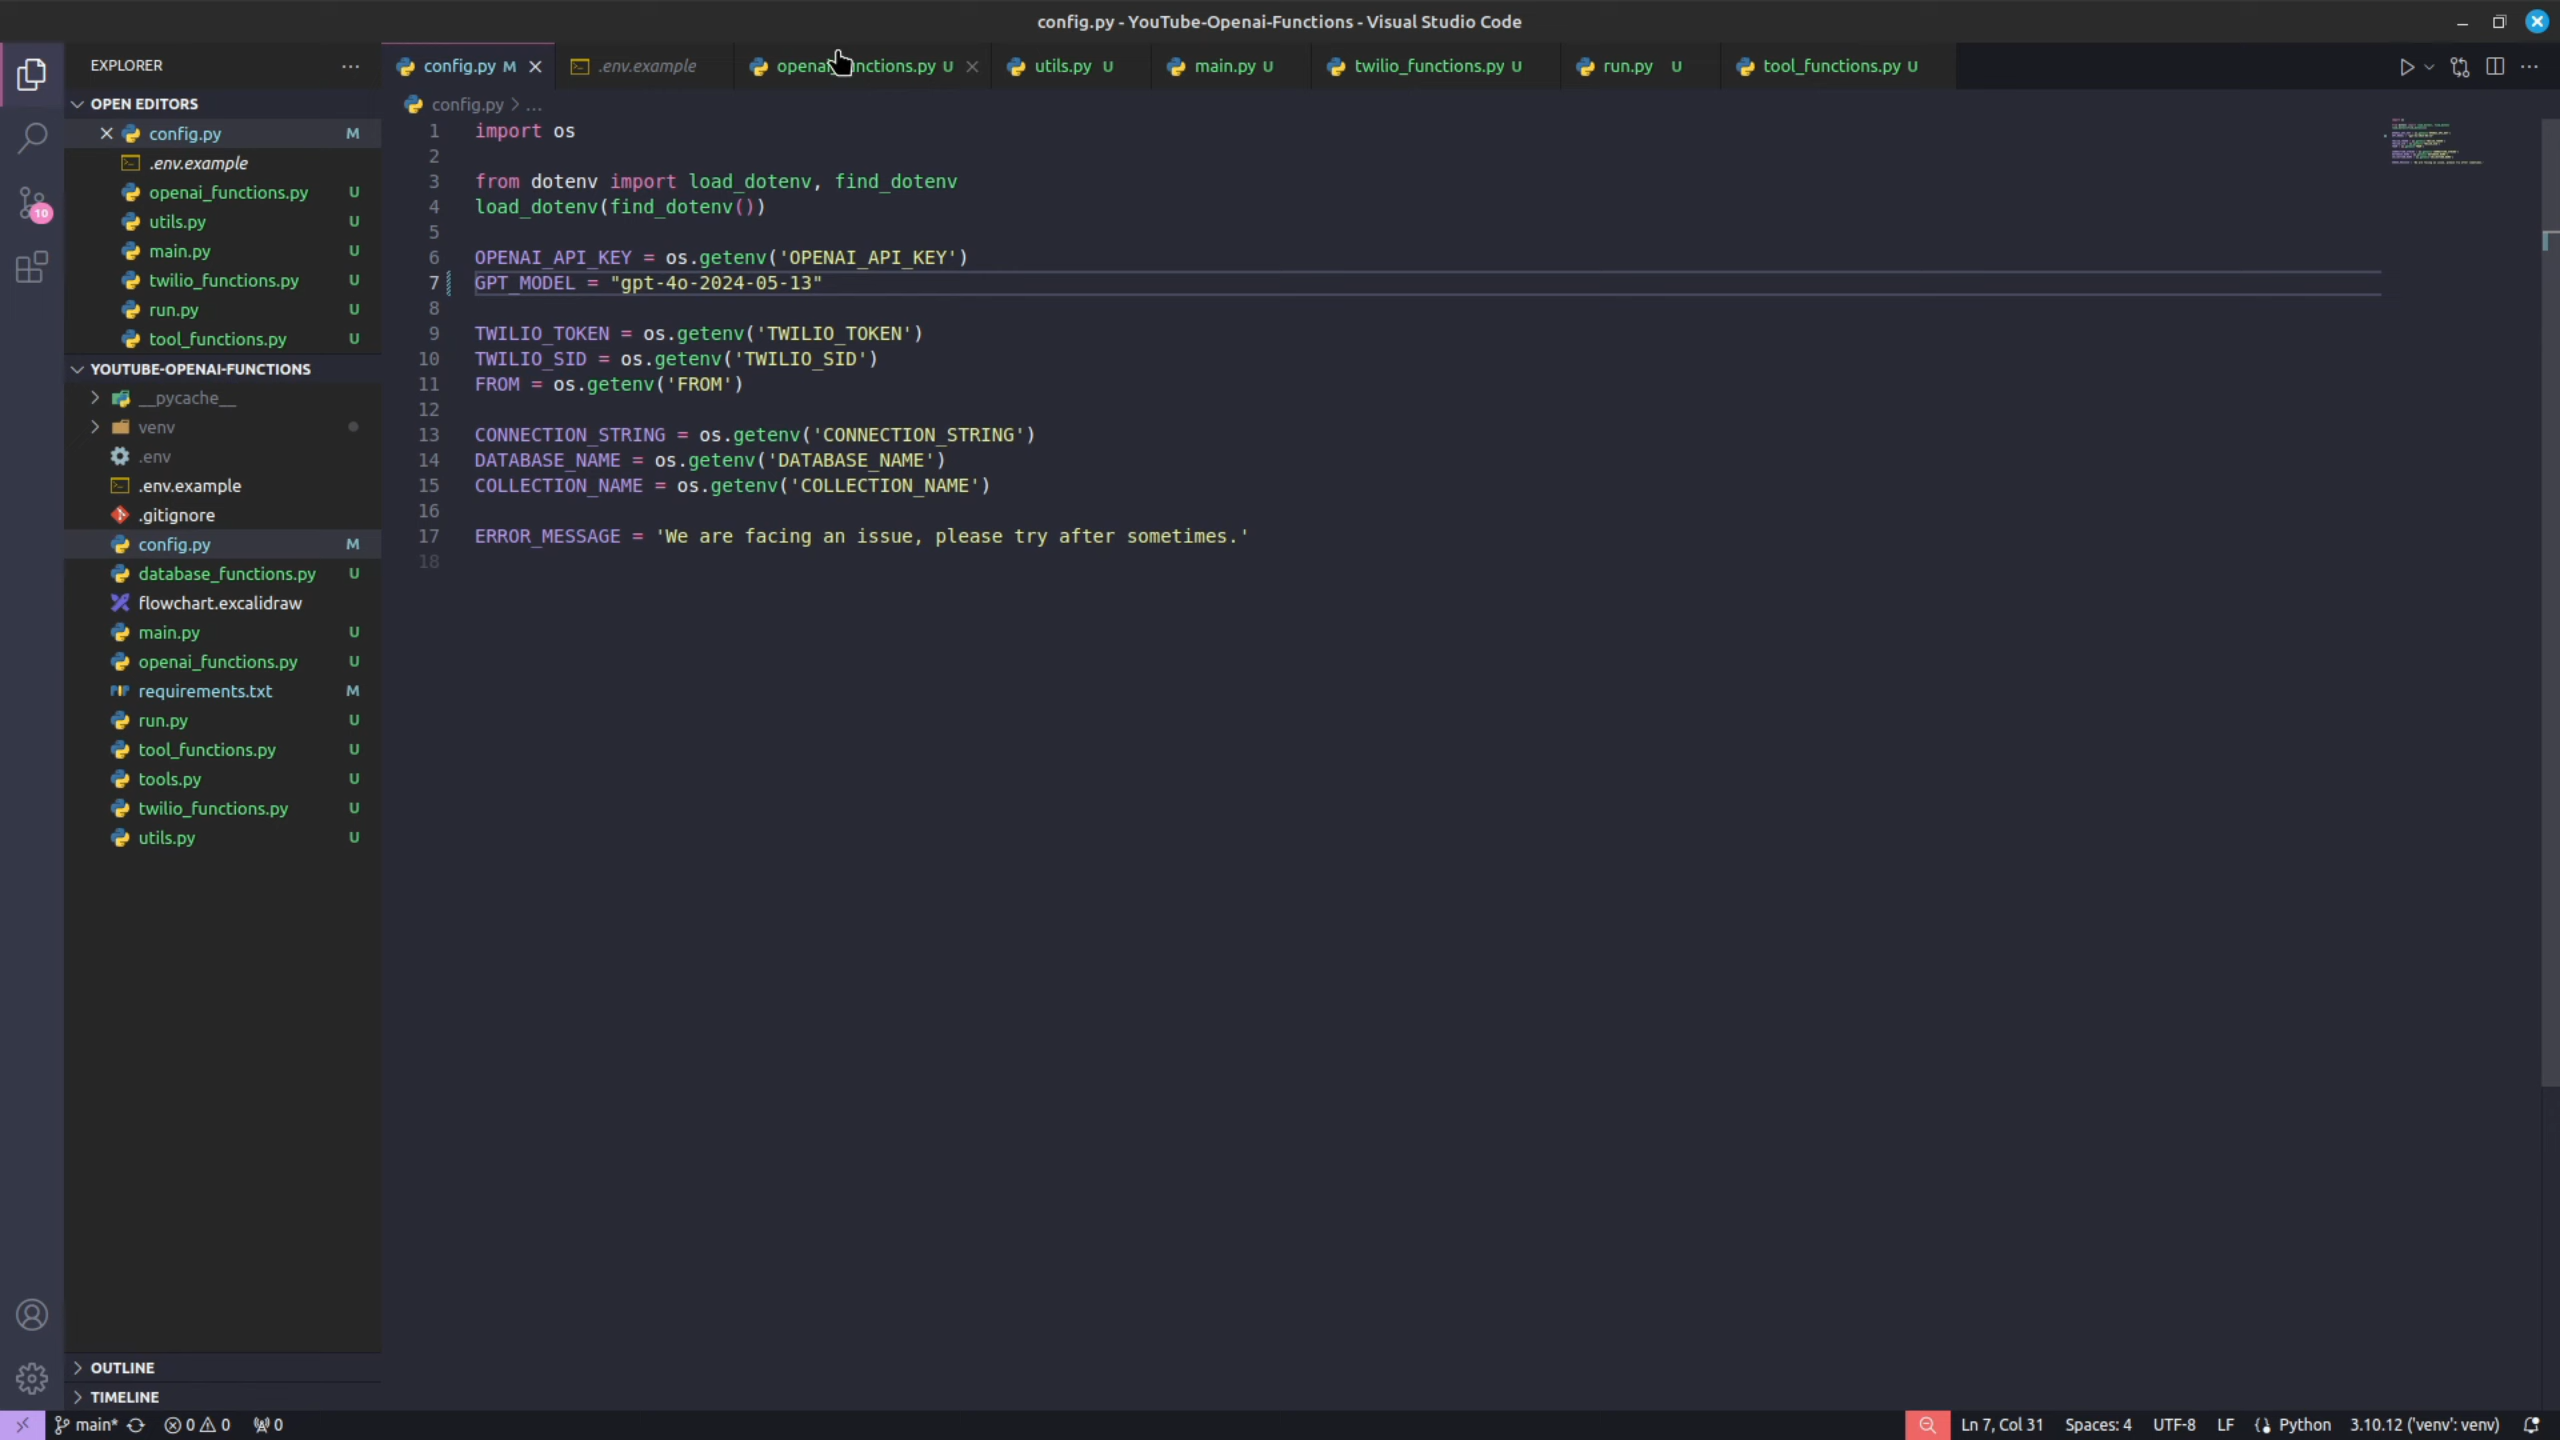 config.py - YouTube-Openai-Functions - Visual Studio Code
EXPLORER
config.py M
.env.example
openai_functions.py U
utils.py U
main.py U
twilio_functions.py U
run.py U
tool_functions.py U
OPEN EDITORS
config.py M
.env.example
openai_functions.py U
utils.py U
main.py U
twilio_functions.py U
run.py U
tool_functions.py U
YOUTUBE-OPENAI-FUNCTIONS
__pycache__
venv
.env
.env.example
.gitignore
config.py M
database_functions.py U
flowchart.excalidraw
main.py U
openai_functions.py U
requirements.txt M
run.py U
tool_functions.py U
tools.py U
twilio_functions.py U
utils.py U
OUTLINE
TIMELINE
10
config.py > ...
1 import os
2
3 from dotenv import load_dotenv, find_dotenv
4 load_dotenv(find_dotenv())
5
6 OPENAI_API_KEY = os.getenv('OPENAI_API_KEY')
7 GPT_MODEL = "gpt-4o-2024-05-13"
8
9 TWILIO_TOKEN = os.getenv('TWILIO_TOKEN')
10 TWILIO_SID = os.getenv('TWILIO_SID')
11 FROM = os.getenv('FROM')
12
13 CONNECTION_STRING = os.getenv('CONNECTION_STRING')
14 DATABASE_NAME = os.getenv('DATABASE_NAME')
15 COLLECTION_NAME = os.getenv('COLLECTION_NAME')
16
17 ERROR_MESSAGE = 'We are facing an issue, please try after sometimes.'
18
main* 0 0 0 Ln 7, Col 31 Spaces: 4 UTF-8 LF Python 3.10.12 ('venv': venv)